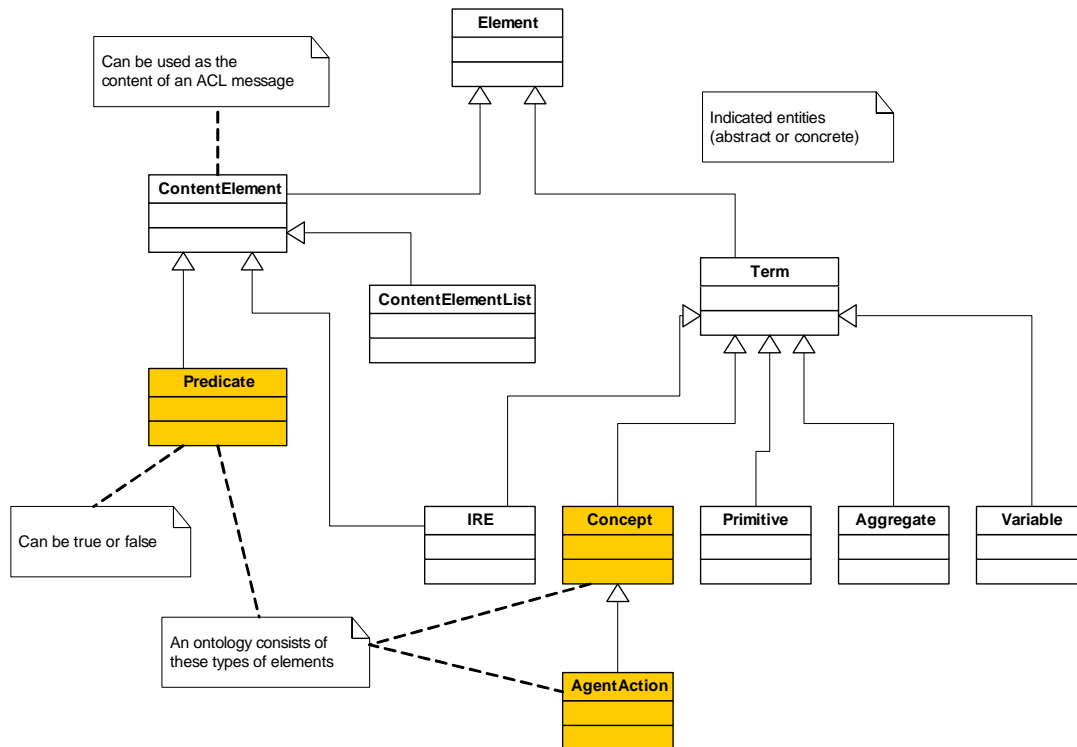 Element
Can be used as the
content of an ACL message
Indicated entities
(abstract or concrete)
ContentElement
Term
ContentElementList
Predicate
Can be true or false
IRE
Concept
Primitive
Aggregate
Variable
An ontology consists of
these types of elements
AgentAction